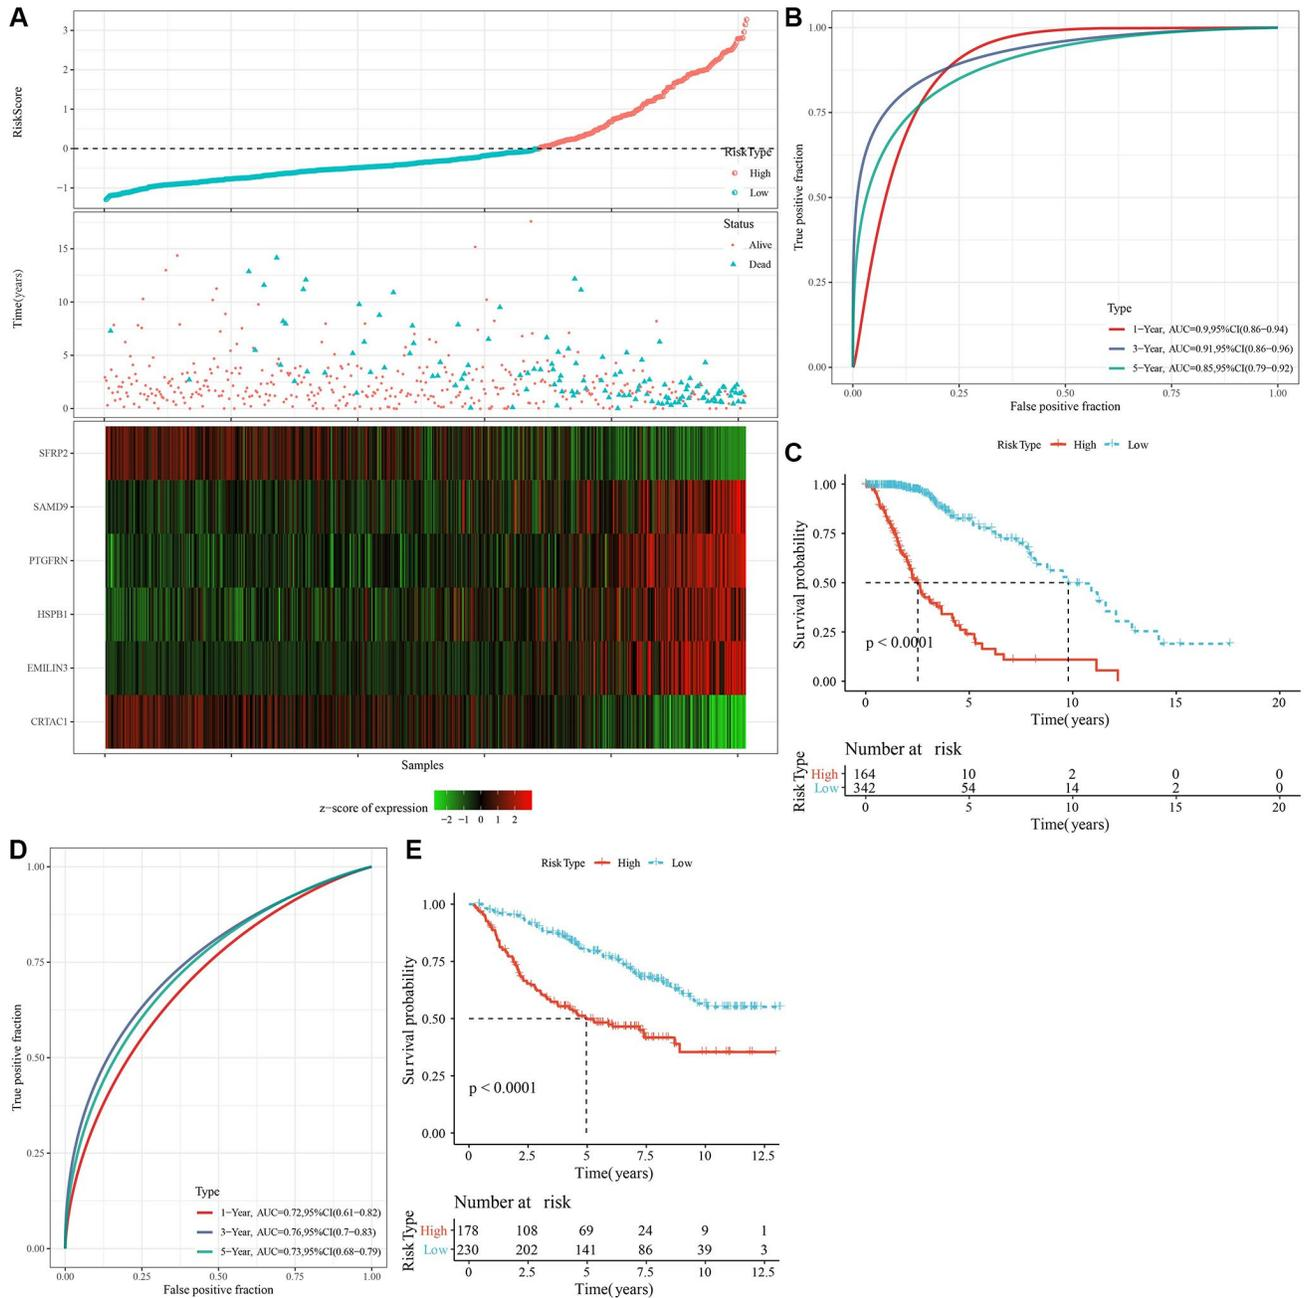 A
RiskScore
3
2
1
0
−1
RiskType
High
Low
Time(years)
15
10
5
0
Status
Alive
Dead
SFRP2
SAMD9
PTGFRN
HSPB1
EMILIN3
CRTAC1
Samples
z−score of expression
−2 −1 0 1 2
B
True positive fraction
1.00
0.75
0.50
0.25
0.00
Type
1−Year, AUC=0.9,95%CI(0.86−0.94)
3−Year, AUC=0.91,95%CI(0.86−0.96)
5−Year, AUC=0.85,95%CI(0.79−0.92)
0.00 0.25 0.50 0.75 1.00
False positive fraction
C
RiskType High Low
Survival probability
1.00
0.75
0.50
0.25
0.00
p < 0.0001
0 5 10 15 20
Time(years)
Number at risk
RiskType
High 164 10 2 0 0
Low 342 54 14 2 0
0 5 10 15 20
Time(years)
D
True positive fraction
1.00
0.75
0.50
0.25
0.00
Type
1−Year, AUC=0.72,95%CI(0.61−0.82)
3−Year, AUC=0.76,95%CI(0.7−0.83)
5−Year, AUC=0.73,95%CI(0.68−0.79)
0.00 0.25 0.50 0.75 1.00
False positive fraction
E
RiskType High Low
Survival probability
1.00
0.75
0.50
0.25
0.00
p < 0.0001
0 2.5 5 7.5 10 12.5
Time(years)
Number at risk
RiskType
High 178 108 69 24 9 1
Low 230 202 141 86 39 3
0 2.5 5 7.5 10 12.5
Time(years)